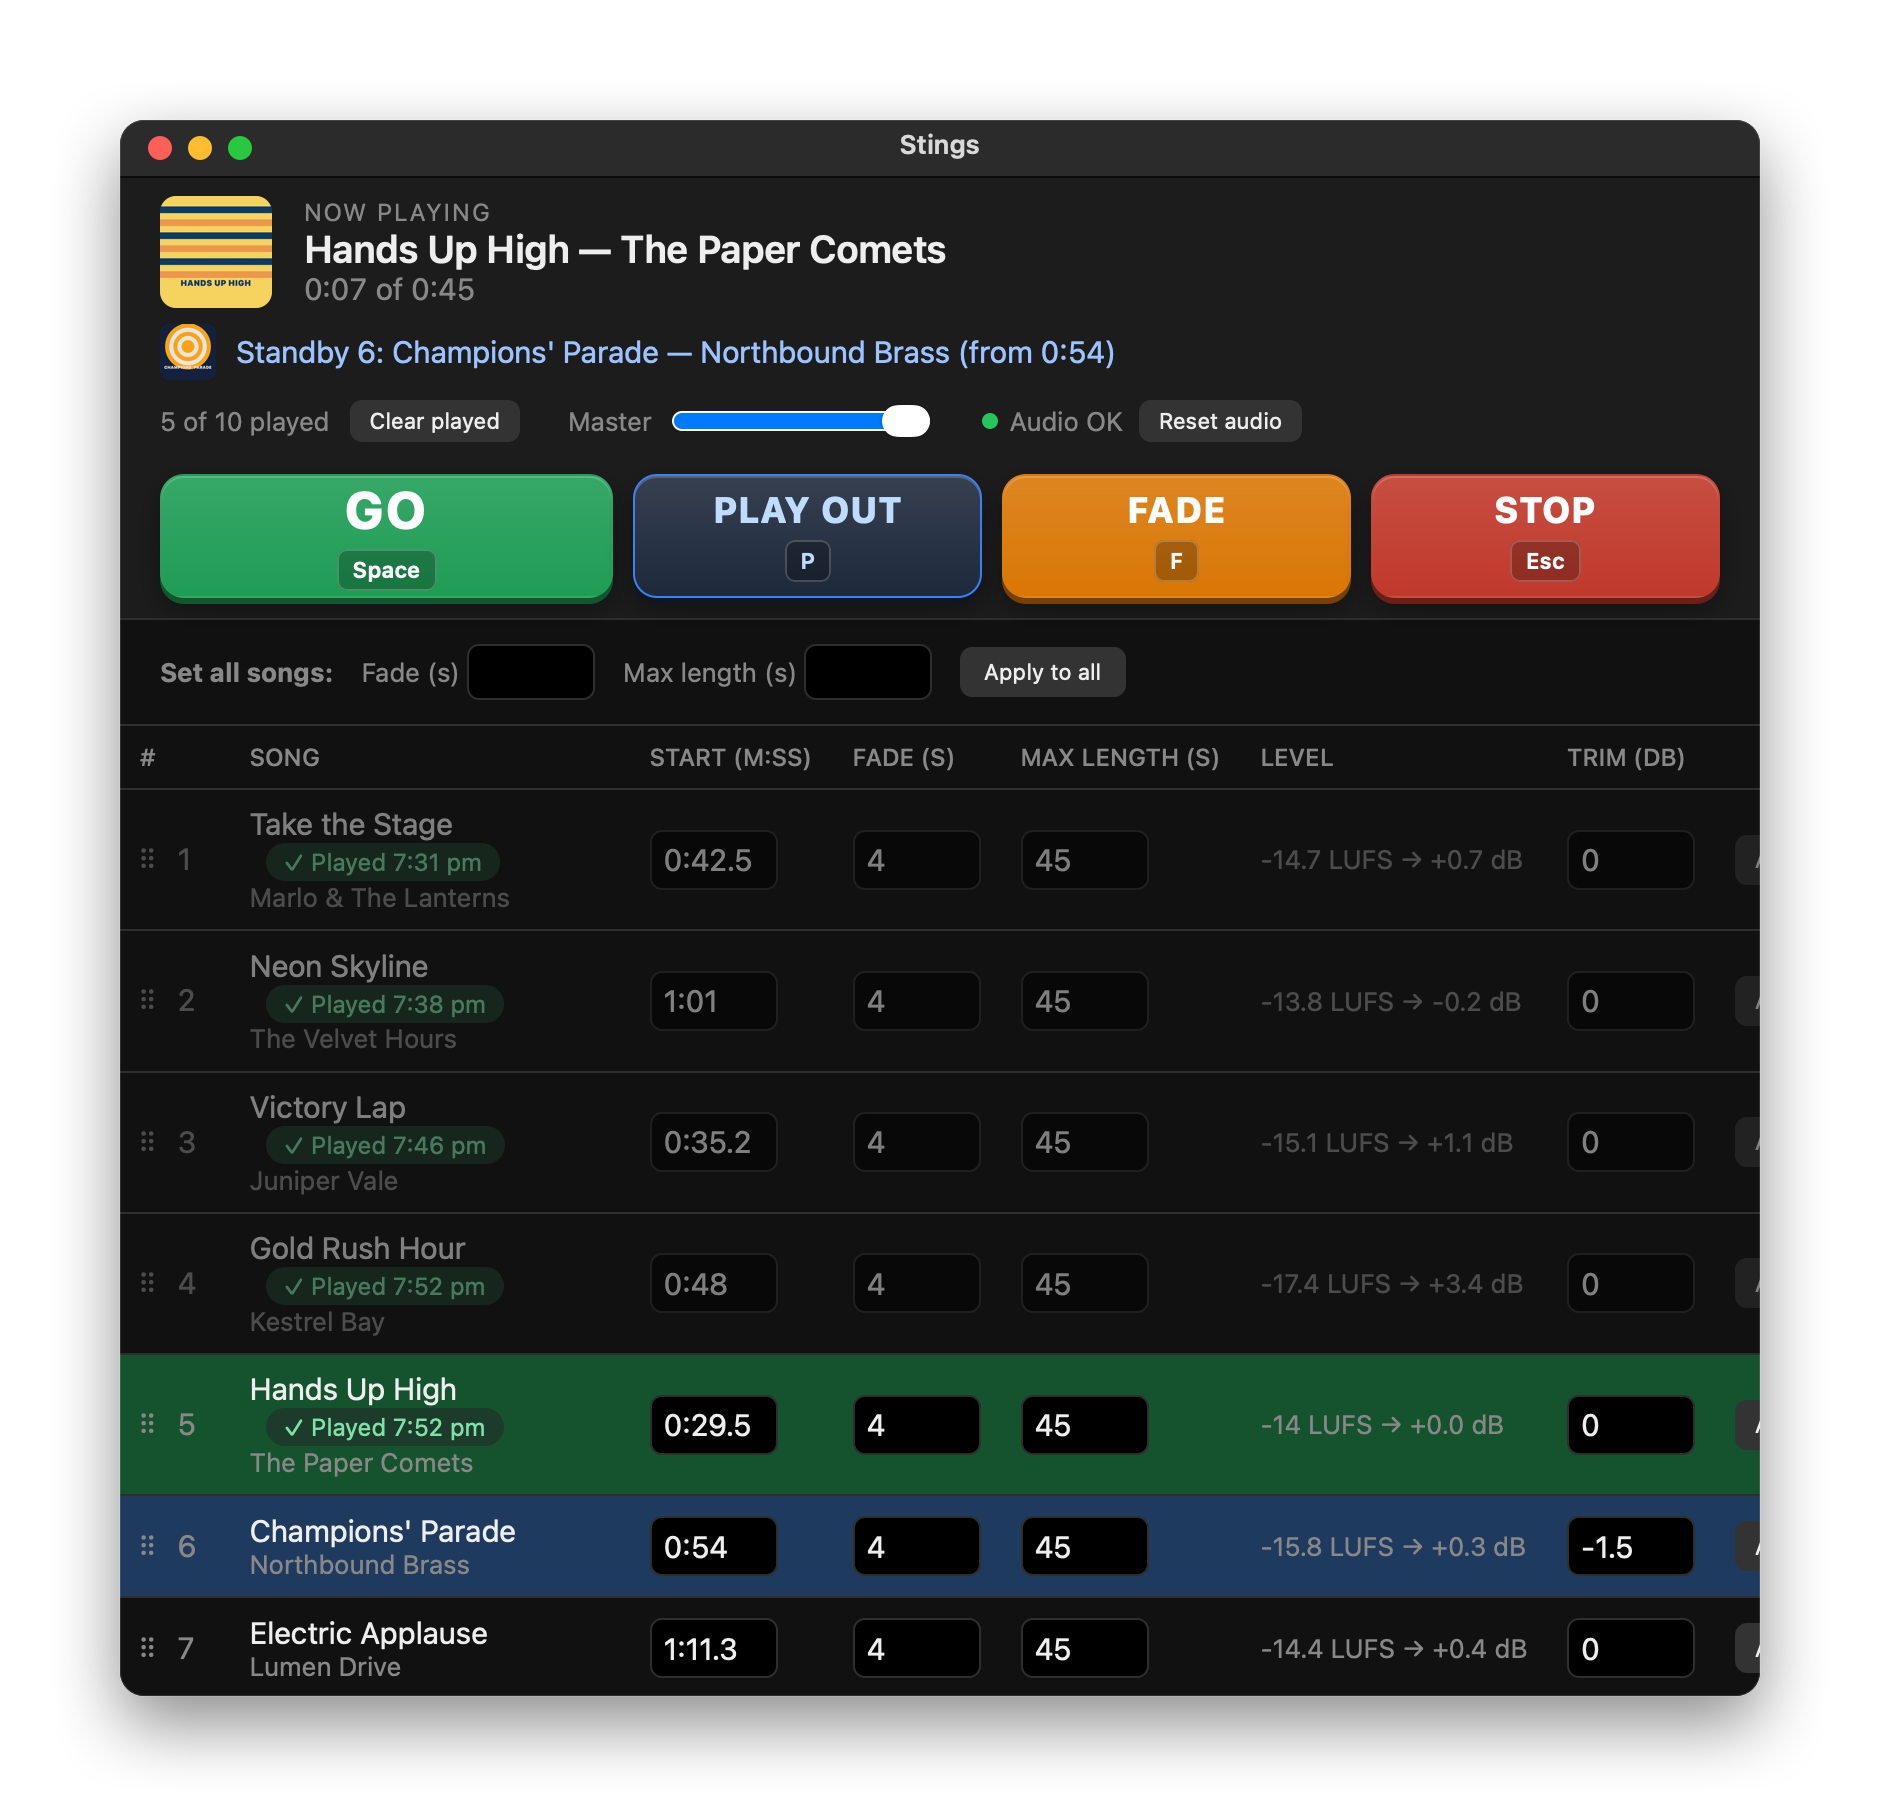 Stings
HANDS UP HIGH
NOW PLAYING
Hands Up High — The Paper Comets
0:07 of 0:45
CHAMPIONS' PARADE
Standby 6: Champions' Parade — Northbound Brass (from 0:54)
5 of 10 played Clear played Master Audio OK Reset audio
GO PLAY OUT FADE STOP
Space P F Esc
Set all songs: Fade (s) Max length (s) Apply to all
# SONG START (M:SS) FADE (S) MAX LENGTH (S) LEVEL TRIM (DB)
Take the Stage
1 ✓ Played 7:31 pm 0:42.5 4 45 -14.7 LUFS → +0.7 dB 0
Marlo & The Lanterns
Neon Skyline
2 ✓ Played 7:38 pm 1:01 4 45 -13.8 LUFS → -0.2 dB 0
The Velvet Hours
Victory Lap
3 ✓ Played 7:46 pm 0:35.2 4 45 -15.1 LUFS → +1.1 dB 0
Juniper Vale
Gold Rush Hour
4 ✓ Played 7:52 pm 0:48 4 45 -17.4 LUFS → +3.4 dB 0
Kestrel Bay
Hands Up High
5 ✓ Played 7:52 pm 0:29.5 4 45 -14 LUFS → +0.0 dB 0
The Paper Comets
Champions' Parade
6 0:54 4 45 -15.8 LUFS → +0.3 dB -1.5
Northbound Brass
Electric Applause
7 1:11.3 4 45 -14.4 LUFS → +0.4 dB 0
Lumen Drive